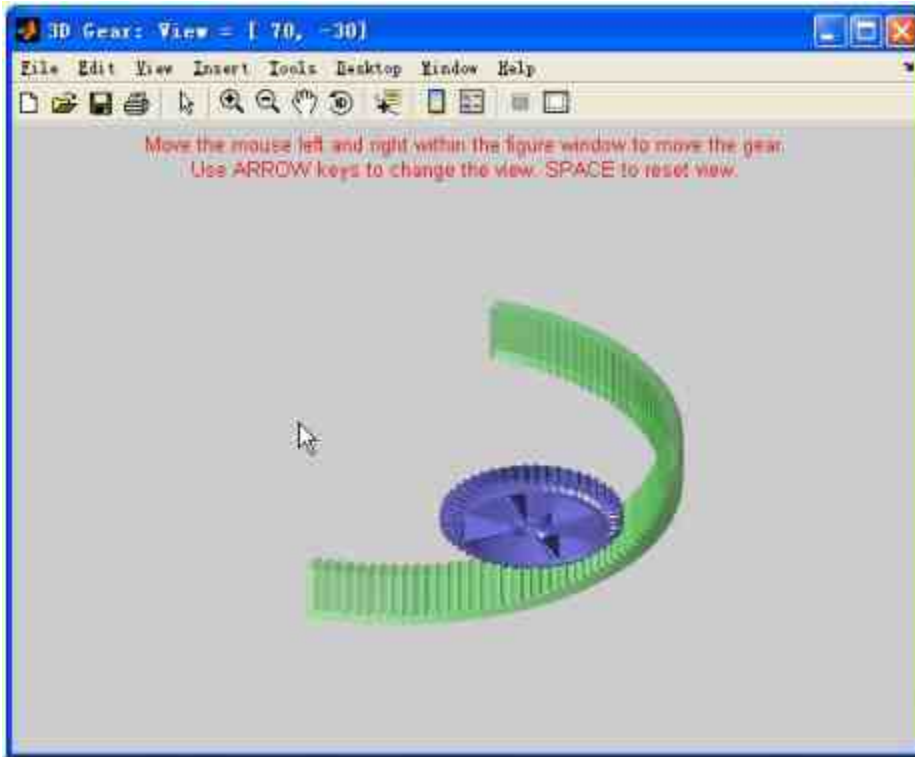 3D Gear: View = [ 70, -30]
File Edit View Insert Tools Desktop Window Help
Move the mouse left and right within the figure window to move the gear.
Use ARROW keys to change the view. SPACE to reset view.